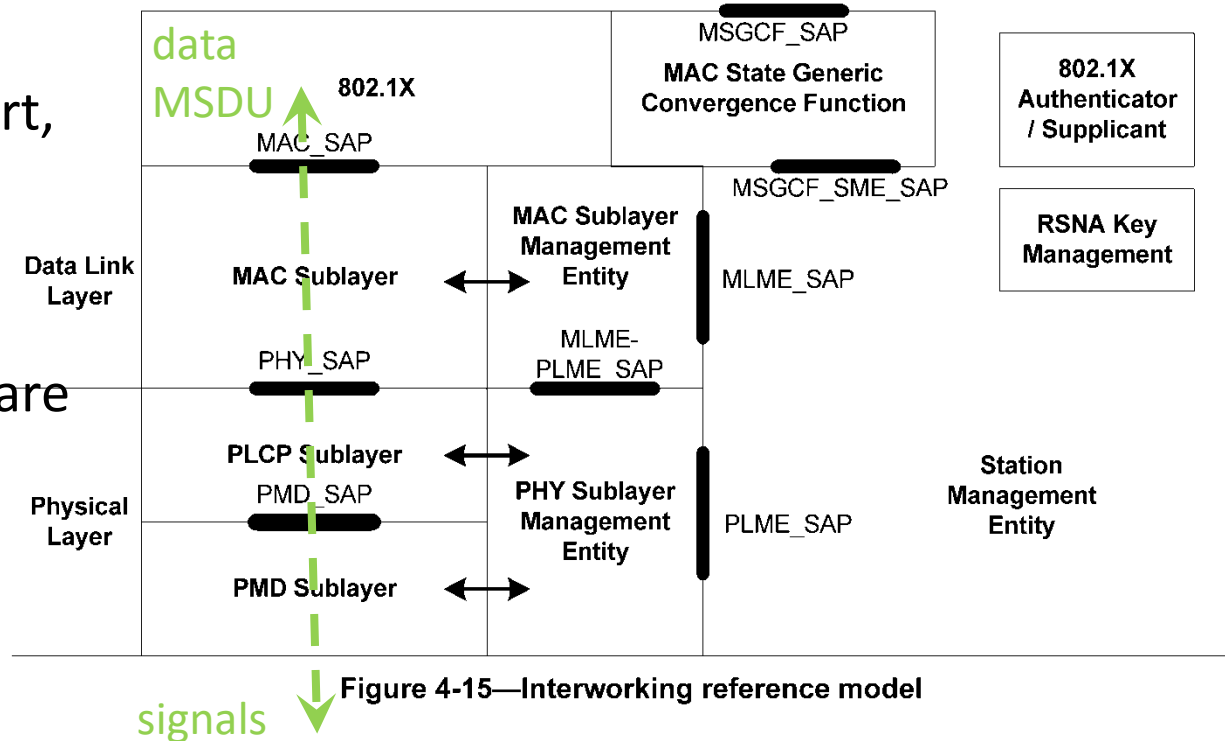 data
MSDU
rt,
802.1X
MAC_SAP
MSGCF_SAP
MAC State Generic
Convergence Function
MSGCF_SME_SAP
802.1X
Authenticator
/ Supplicant
RSNA Key
Management
Data Link
Layer
MAC Sublayer
MAC Sublayer
Management
Entity
MLME_SAP
PHY_SAP
MLME-
PLME_SAP
are
Physical
Layer
PLCP Sublayer
PMD_SAP
PMD Sublayer
PHY Sublayer
Management
Entity
PLME_SAP
Station
Management
Entity
signals
Figure 4-15—Interworking reference model